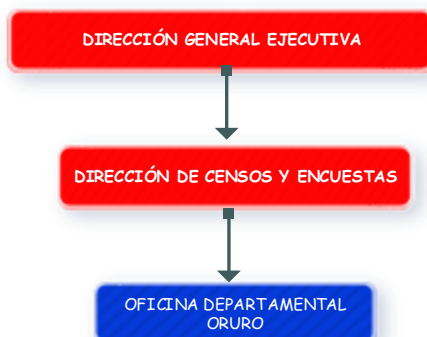 DIRECCIÓN GENERAL EJECUTIVA
DIRECCIÓN DE CENSOS Y ENCUESTAS
OFICINA DEPARTAMENTAL
ORURO